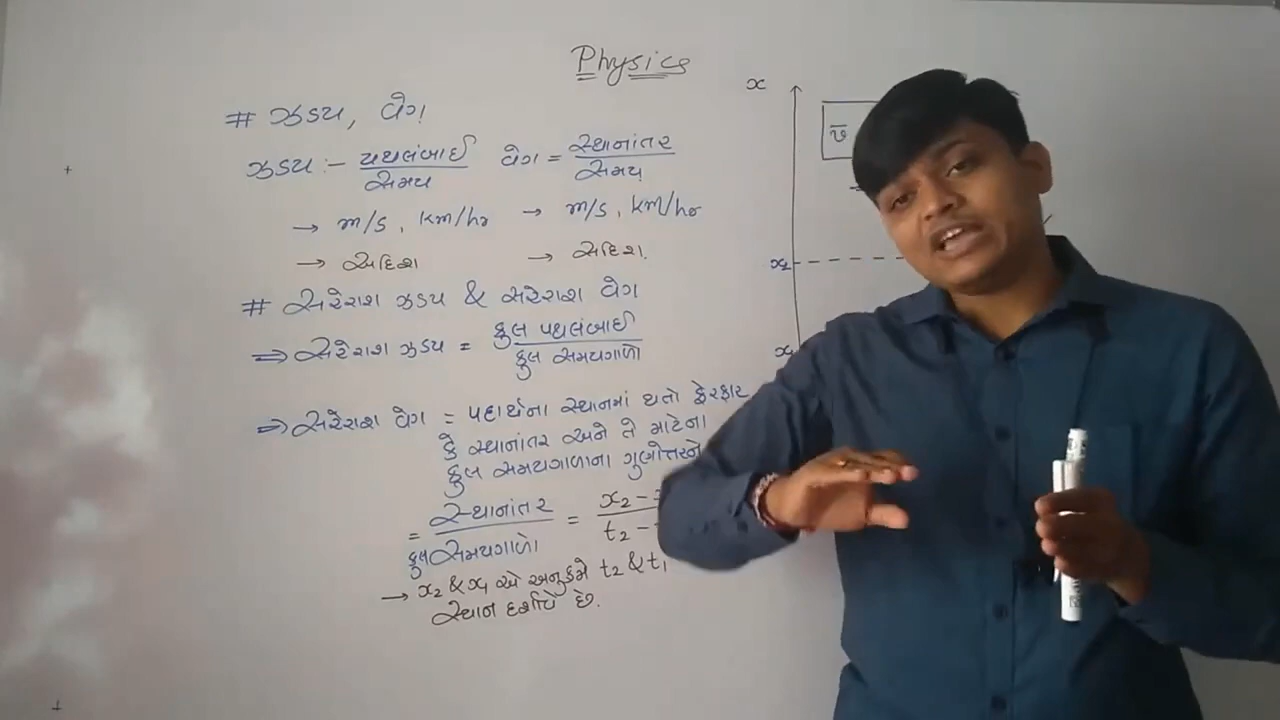 Physics
# ઝડપ, વેગ
ઝડપ :- પથલંબાઈ / સમય વેગ = સ્થાનાંતર / સમય
→ m/s, km/hr → m/s, km/hr
→ અદિશ → સદિશ.
# સરેરાશ ઝડપ & સરેરાશ વેગ
⇒ સરેરાશ ઝડપ = કુલ પથલંબાઈ / કુલ સમયગાળો
⇒ સરેરાશ વેગ = પદાર્થના સ્થાનમાં થતો ફેરફાર
કે સ્થાનાંતર અને તે માટેના
કુલ સમયગાળાના ગુણોત્તરને
= સ્થાનાંતર / કુલ સમયગાળો = x₂ - / t₂ -
→ x₂ & x₁ એ અનુક્રમે t₂ & t₁
સ્થાન દર્શાવે છે.
x
v̄
x₂